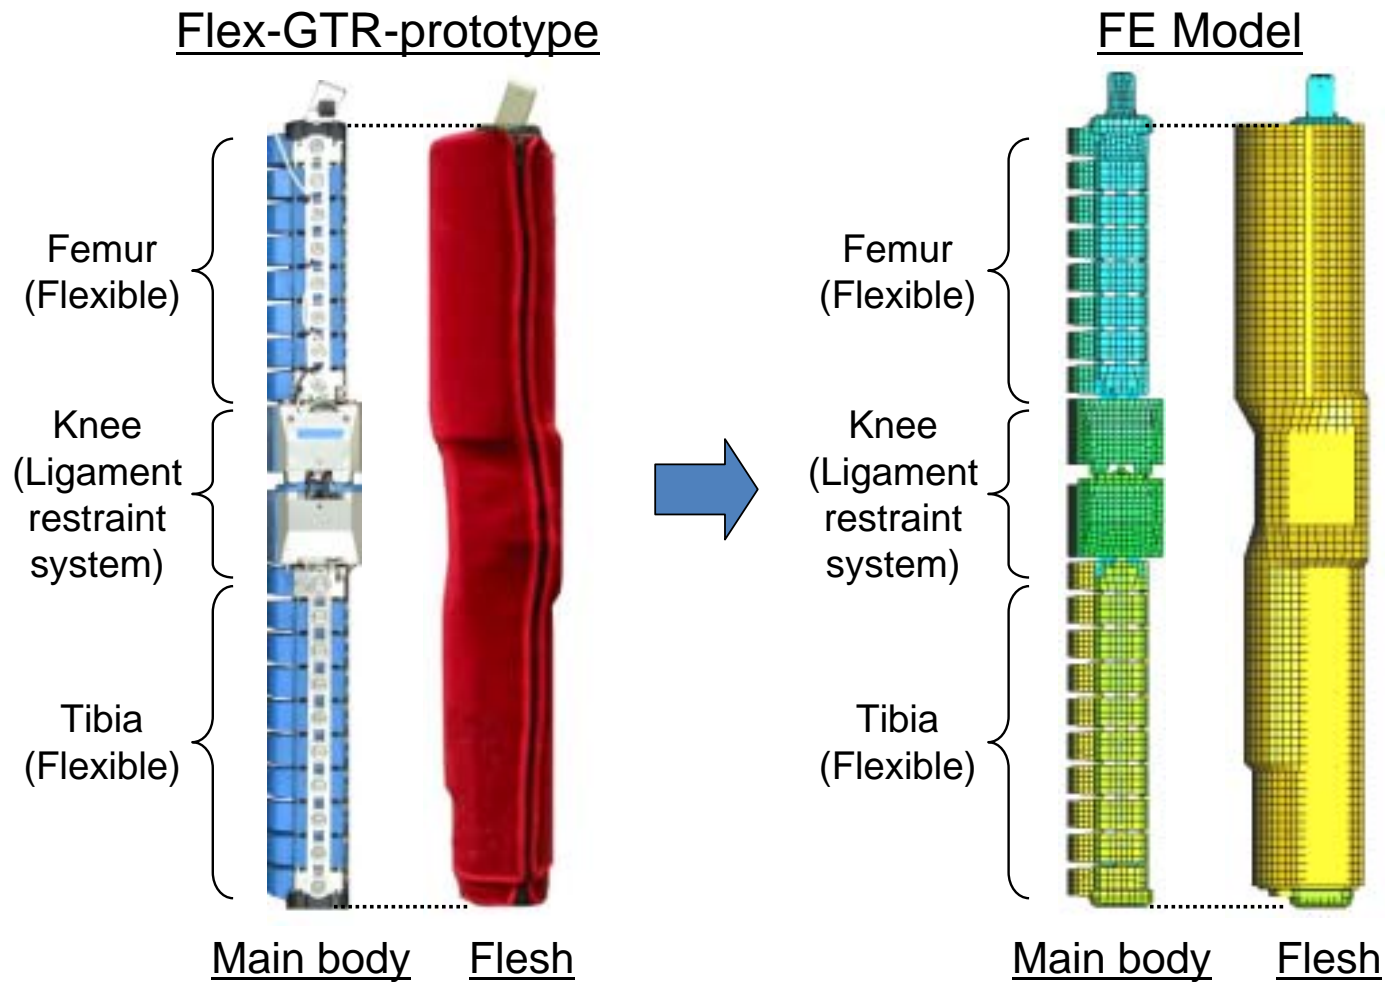 Flex-GTR-prototype
FE Model
Femur
(Flexible)
Knee
(Ligament
restraint
system)
Tibia
(Flexible)
Femur
(Flexible)
Knee
(Ligament
restraint
system)
Tibia
(Flexible)
Main body
Flesh
Main body
Flesh